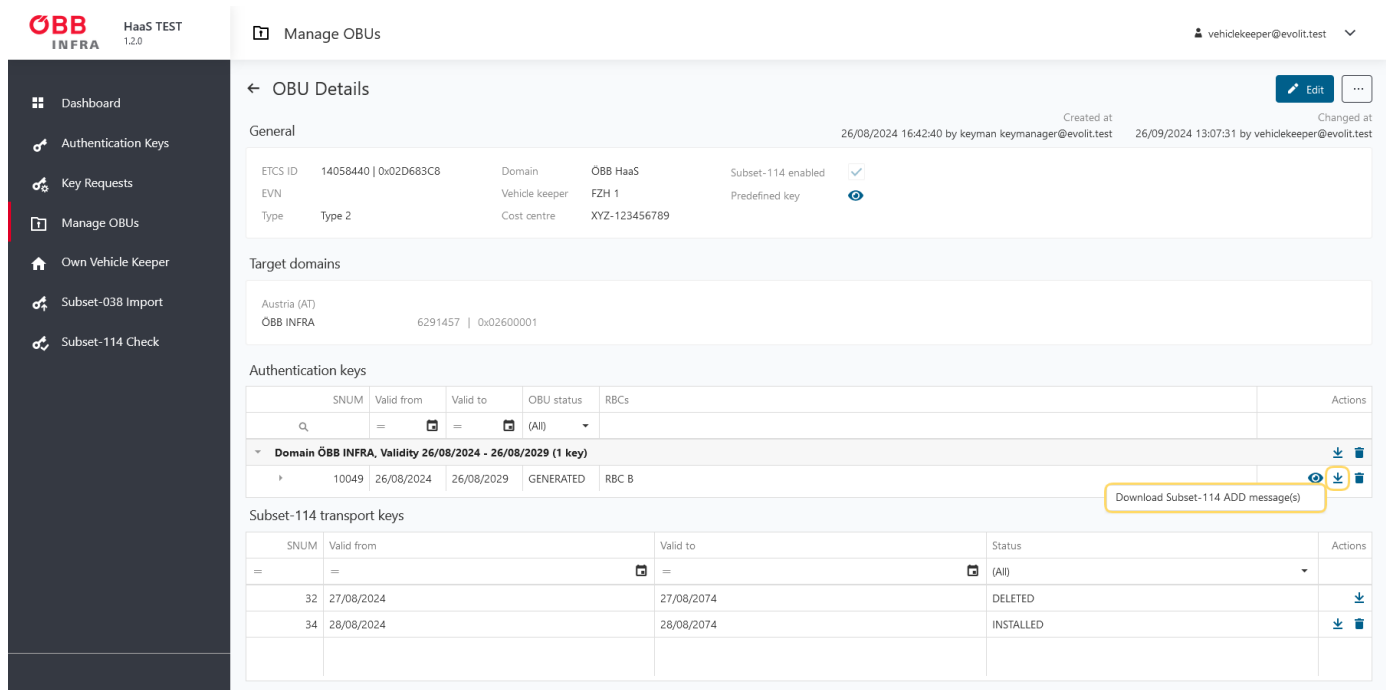 ÖBB
INFRA
HaaS TEST
1.2.0
Manage OBUs
vehiclekeeper@evolit.test
Dashboard
Authentication Keys
Key Requests
Manage OBUs
Own Vehicle Keeper
Subset-038 Import
Subset-114 Check
OBU Details
Edit
...
General
Created at
26/08/2024 16:42:40 by keyman keymanager@evolit.test
Changed at
26/09/2024 13:07:31 by vehiclekeeper@evolit.test
ETCS ID 14058440 | 0x02D683C8 Domain ÖBB HaaS Subset-114 enabled
EVN Vehicle keeper FZH 1 Predefined key
Type Type 2 Cost centre XYZ-123456789
Target domains
Austria (AT)
ÖBB INFRA 6291457 | 0x02600001
Authentication keys
SNUM Valid from Valid to OBU status RBCs Actions
= = (All)
Domain ÖBB INFRA, Validity 26/08/2024 - 26/08/2029 (1 key)
10049 26/08/2024 26/08/2029 GENERATED RBC B
Download Subset-114 ADD message(s)
Subset-114 transport keys
SNUM Valid from Valid to Status Actions
= = = (All)
32 27/08/2024 27/08/2074 DELETED
34 28/08/2024 28/08/2074 INSTALLED